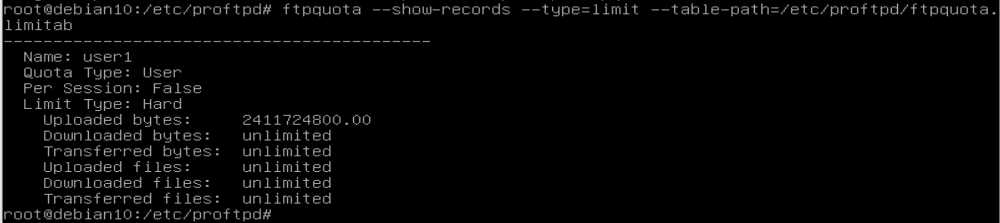 root@debian10:/etc/proftpd# ftpquota --show-records --type=limit --table-path=/etc/proftpd/ftpquota.
limitab
-------------------------------------------
  Name: user1
  Quota Type: User
  Per Session: False
  Limit Type: Hard
    Uploaded bytes:     2411724800.00
    Downloaded bytes:   unlimited
    Transferred bytes:  unlimited
    Uploaded files:     unlimited
    Downloaded files:   unlimited
    Transferred files:  unlimited
root@debian10:/etc/proftpd#